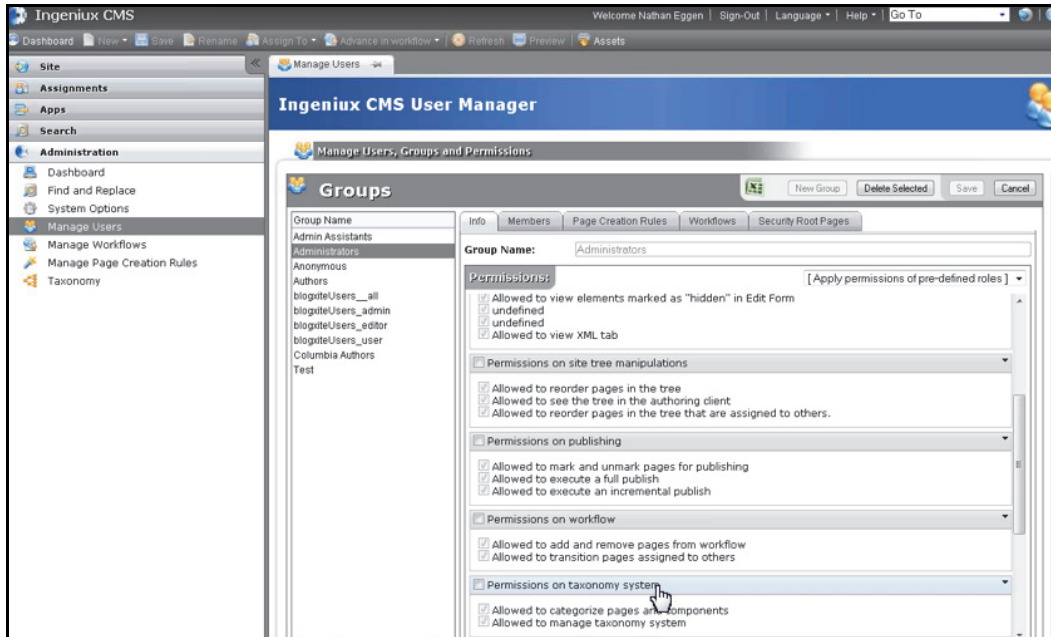 Ingeniux CMS
Welcome Nathan Eggen | Sign-Out | Language | Help | Go To
Dashboard New Save Rename Assign To Advance in workflow Refresh Preview Assets
Site
Assignments
Apps
Search
Administration
Dashboard
Find and Replace
System Options
Manage Users
Manage Workflows
Manage Page Creation Rules
Taxonomy
Manage Users
Ingeniux CMS User Manager
Manage Users, Groups and Permissions
Groups
New Group Delete Selected Save Cancel
Group Name
Admin Assistants
Administrators
Anonymous
Authors
blogxiteUsers__all
blogxiteUsers_admin
blogxiteUsers_editor
blogxiteUsers_user
Columbia Authors
Test
Info Members Page Creation Rules Workflows Security Root Pages
Group Name: Administrators
Permissions: [ Apply permissions of pre-defined roles ]
Allowed to view elements marked as "hidden" in Edit Form
undefined
undefined
Allowed to view XML tab
Permissions on site tree manipulations
Allowed to reorder pages in the tree
Allowed to see the tree in the authoring client
Allowed to reorder pages in the tree that are assigned to others.
Permissions on publishing
Allowed to mark and unmark pages for publishing
Allowed to execute a full publish
Allowed to execute an incremental publish
Permissions on workflow
Allowed to add and remove pages from workflow
Allowed to transition pages assigned to others
Permissions on taxonomy system
Allowed to categorize pages and components
Allowed to manage taxonomy system